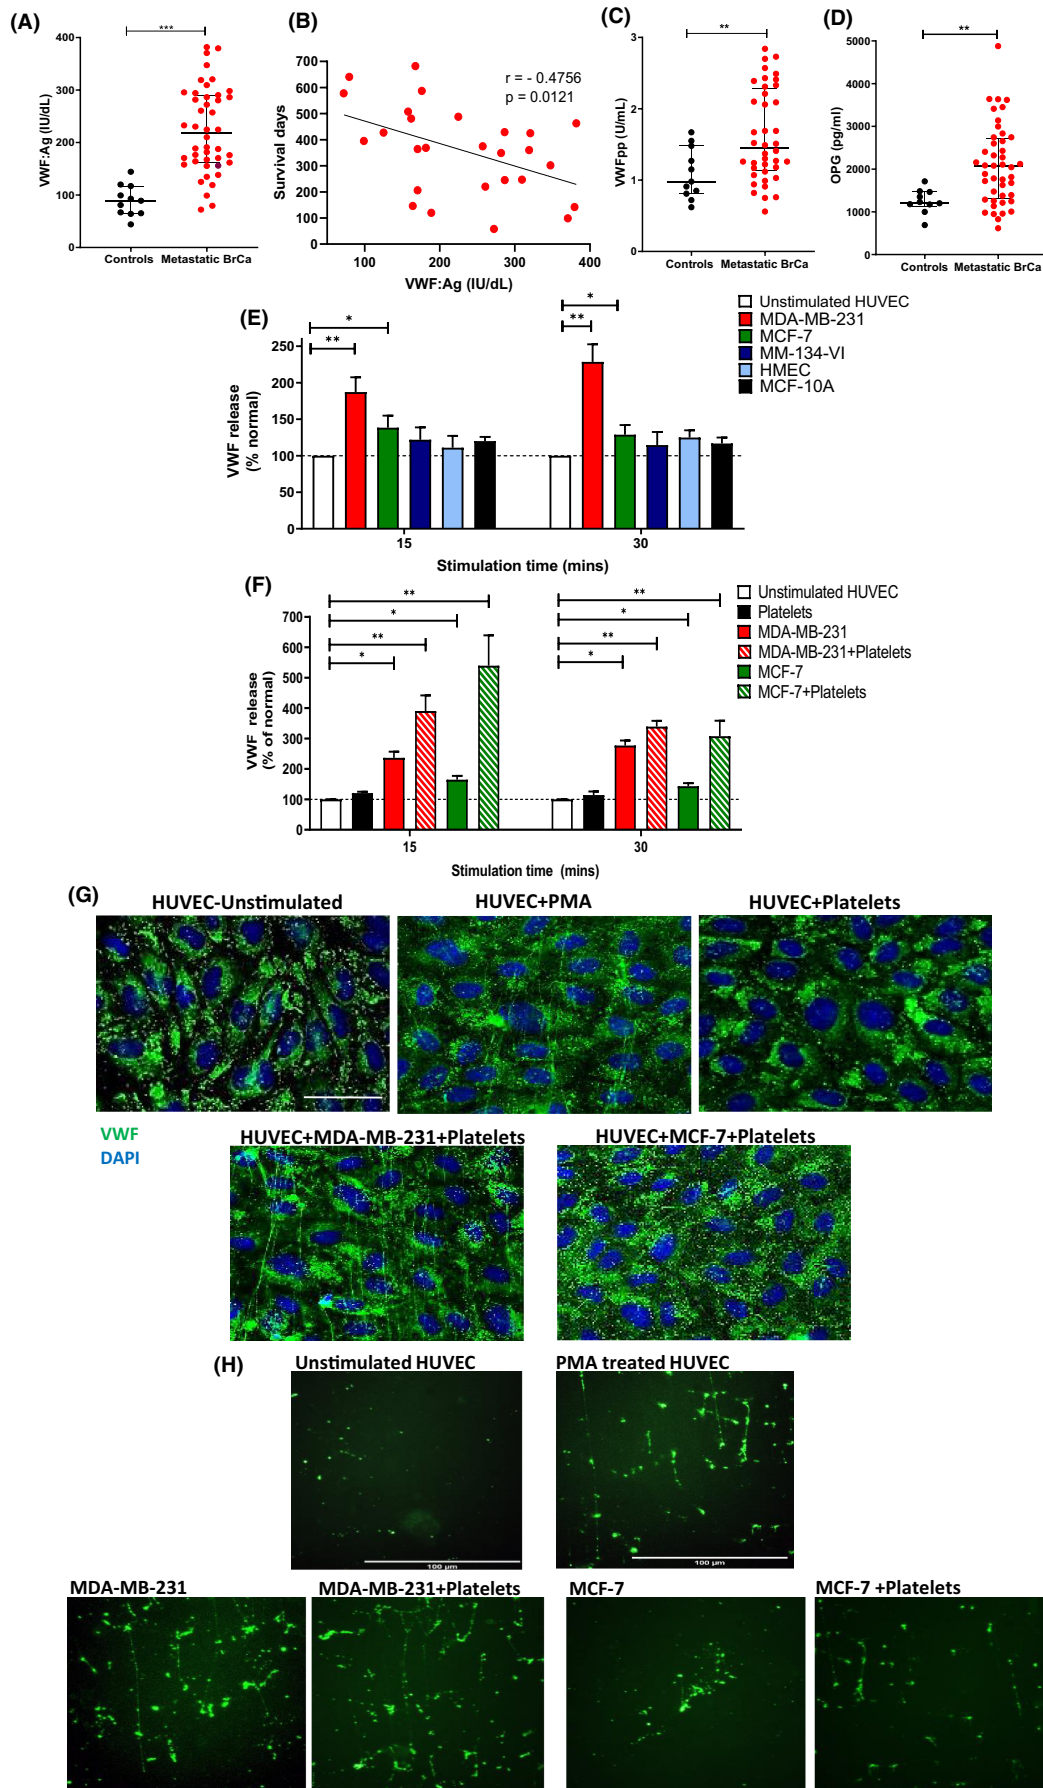 (A)
***
400
300
200
100
0
VWF:Ag (IU/dL)
Controls Metastatic BrCa
(B)
r = - 0.4756
p = 0.0121
700
600
500
400
300
200
100
0
Survival days
100 200 300 400
VWF:Ag (IU/dL)
(C)
**
3
2
1
0
VWFpp (U/mL)
Controls Metastatic BrCa
(D)
**
5000
4000
3000
2000
1000
0
OPG (pg/ml)
Controls Metastatic BrCa
(E)
Unstimulated HUVEC
MDA-MB-231
MCF-7
MM-134-VI
HMEC
MCF-10A
*
**
*
**
250
200
150
100
50
0
VWF release
(% normal)
15 30
Stimulation time (mins)
(F)
Unstimulated HUVEC
Platelets
MDA-MB-231
MDA-MB-231+Platelets
MCF-7
MCF-7+Platelets
**
*
**
*
**
*
**
*
700
600
500
400
300
200
100
0
VWF release
(% of normal)
15 30
Stimulation time (mins)
(G)
HUVEC-Unstimulated
HUVEC+PMA
HUVEC+Platelets
VWF
DAPI
HUVEC+MDA-MB-231+Platelets
HUVEC+MCF-7+Platelets
(H)
Unstimulated HUVEC
PMA treated HUVEC
100 μm
100 μm
MDA-MB-231
MDA-MB-231+Platelets
MCF-7
MCF-7 +Platelets